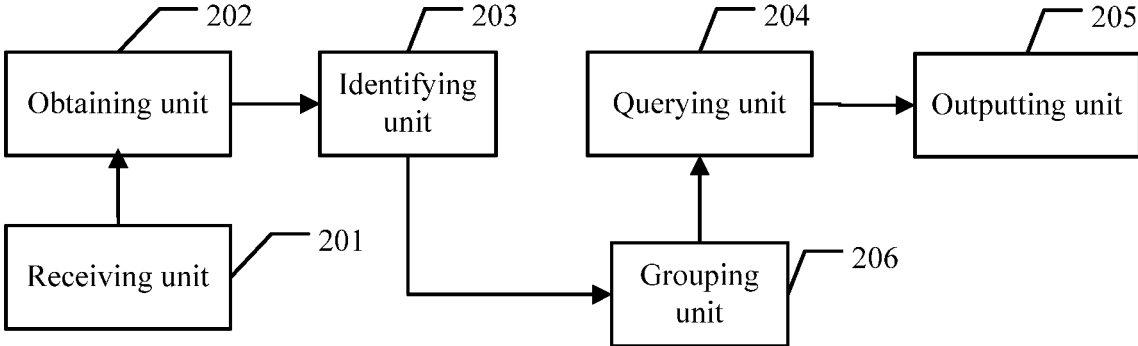 202
203
204
205
Obtaining unit
Identifying
unit
Querying unit
Outputting unit
Receiving unit
201
Grouping
unit
206